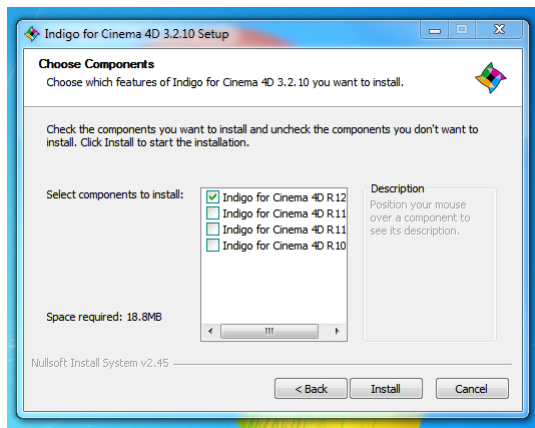 Indigo for Cinema 4D 3.2.10 Setup
Choose Components
Choose which features of Indigo for Cinema 4D 3.2.10 you want to install.
Check the components you want to install and uncheck the components you don't want to
install. Click Install to start the installation.
Select components to install:
Indigo for Cinema 4D R12
Indigo for Cinema 4D R11
Indigo for Cinema 4D R11
Indigo for Cinema 4D R10
Description
Position your mouse
over a component to
see its description.
Space required: 18.8MB
Nullsoft Install System v2.45
< Back Install Cancel